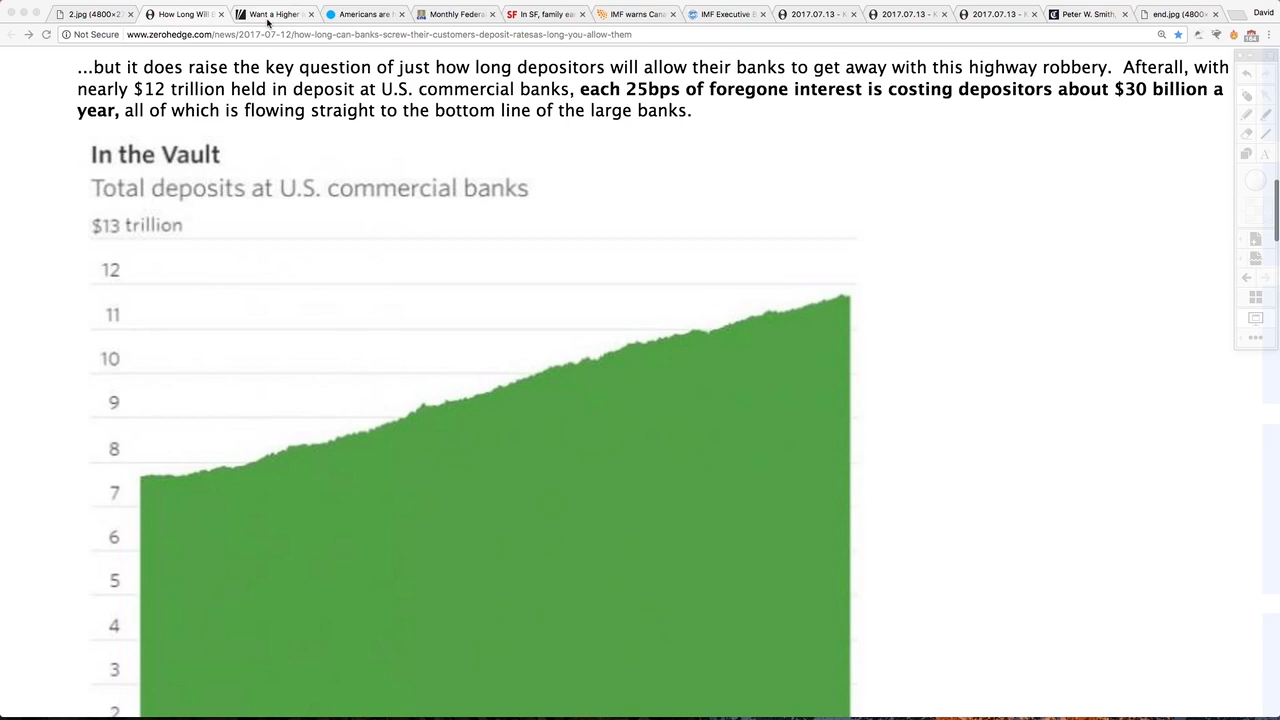 2.jpg (4800×2
How Long Will
Want a Higher
Americans are
Monthly Federa
In SF, family ea
IMF warns Cana
IMF Executive E
2017.07.13 -
2017.07.13 -
2017.07.13 -
Peter W. Smith,
end.jpg (4800×
David
Not Secure
www.zerohedge.com/news/2017-07-12/how-long-can-banks-screw-their-customers-deposit-ratesas-long-you-allow-them
...but it does raise the key question of just how long depositors will allow their banks to get away with this highway robbery. Afterall, with
nearly $12 trillion held in deposit at U.S. commercial banks, each 25bps of foregone interest is costing depositors about $30 billion a
year, all of which is flowing straight to the bottom line of the large banks.
In the Vault
Total deposits at U.S. commercial banks
$13 trillion
12
11
10
9
8
7
6
5
4
3
2